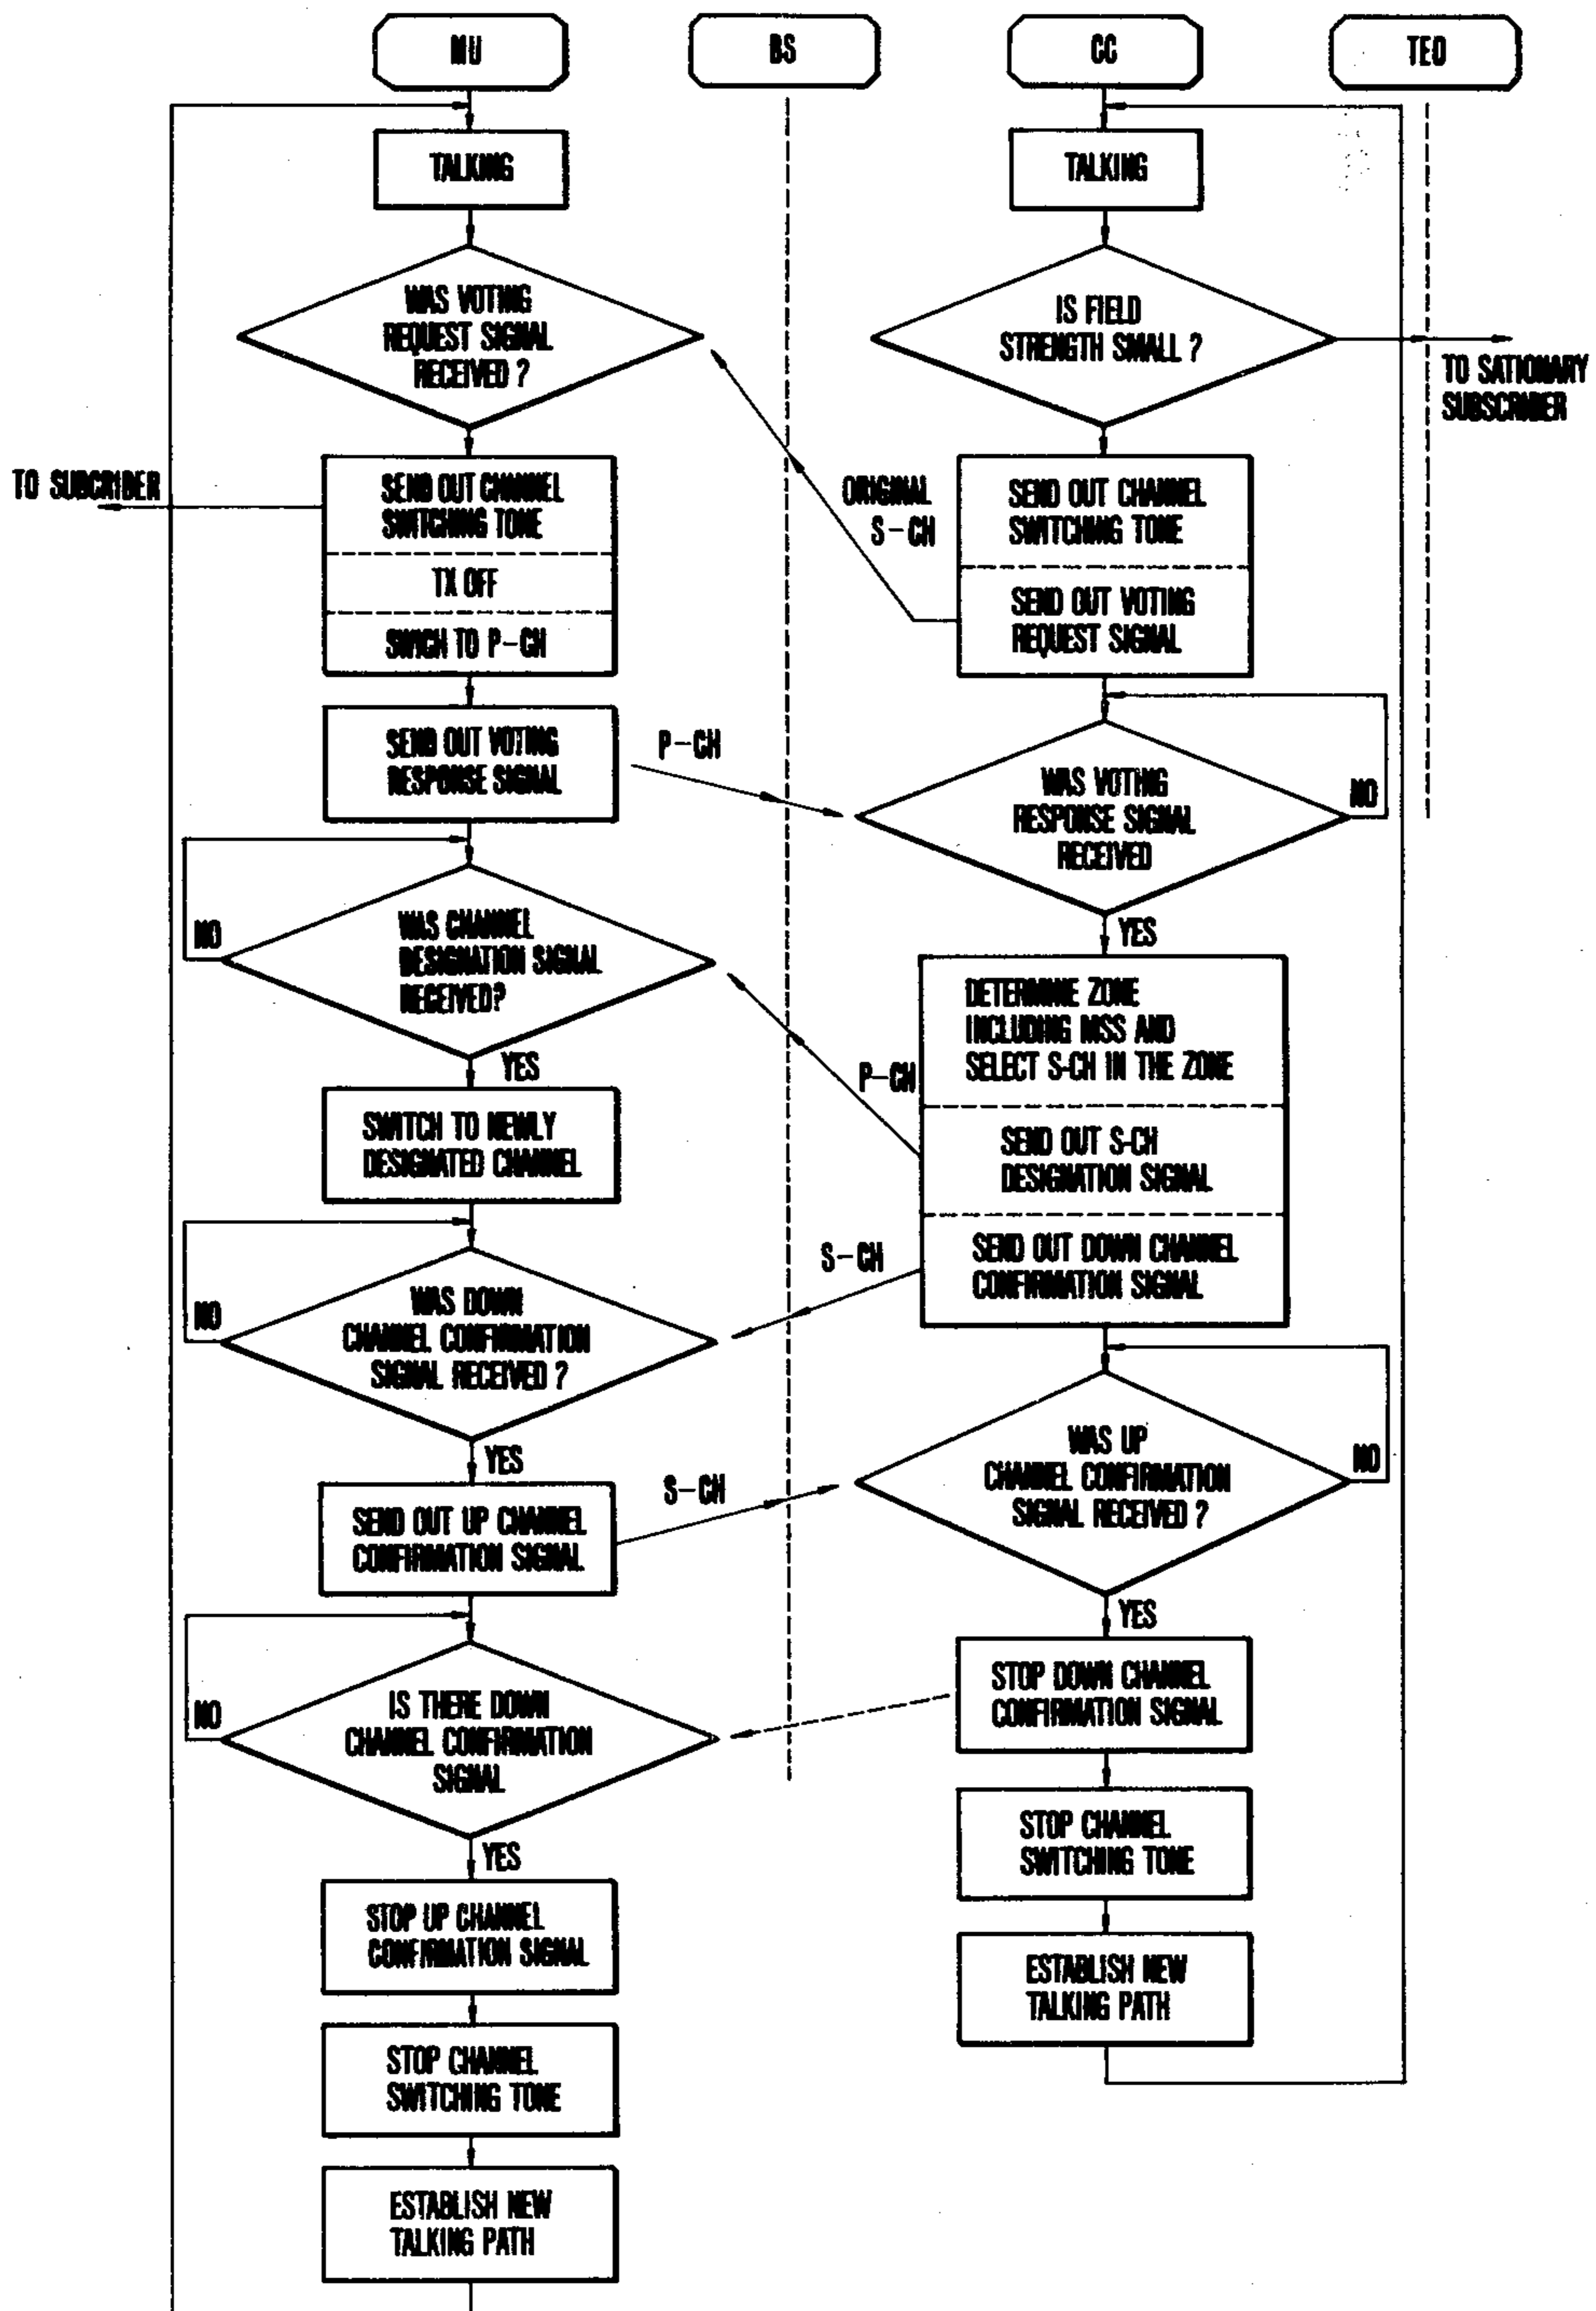 MU
BS
CC
TEO
TALKING
TALKING
WAS VOTING
REQUEST SIGNAL
RECEIVED ?
IS FIELD
STRENGTH SMALL ?
TO SATIONARY
SUBSCRIBER
TO SUBCRIBER
SEND OUT CHANNEL
SWITCHING TONE
TX OFF
SWICH TO P-CH
ORIGINAL
S-CH
SEND OUT CHANNEL
SWITCHING TONE
SEND OUT VOTING
REQUEST SIGNAL
SEND OUT VOTING
RESPONSE SIGNAL
P-CH
WAS VOTING
RESPONSE SIGNAL
RECEIVED
NO
YES
WAS CHANNEL
DESIGNATION SIGNAL
RECEIVED?
NO
YES
DETERMINE ZONE
INCLUDING MSS AND
SELECT S-CH IN THE ZONE
P-CH
SEND OUT S-CH
DESIGNATION SIGNAL
SEND OUT DOWN CHANNEL
CONFIRMATION SIGNAL
SWITCH TO NEWLY
DESIGNATED CHANNEL
S-CH
WAS DOWN
CHANNEL CONFIRMATION
SIGNAL RECEIVED ?
NO
YES
WAS UP
CHANNEL CONFIRMATION
SIGNAL RECEIVED ?
NO
YES
SEND OUT UP CHANNEL
CONFIRMATION SIGNAL
S-CH
IS THERE DOWN
CHANNEL CONFIRMATION
SIGNAL
NO
YES
STOP DOWN CHANNEL
CONFIRMATION SIGNAL
STOP CHANNEL
SWITCHING TONE
ESTABLISH NEW
TALKING PATH
STOP UP CHANNEL
CONFIRMATION SIGNAL
STOP CHANNEL
SWITCHING TONE
ESTABLISH NEW
TALKING PATH